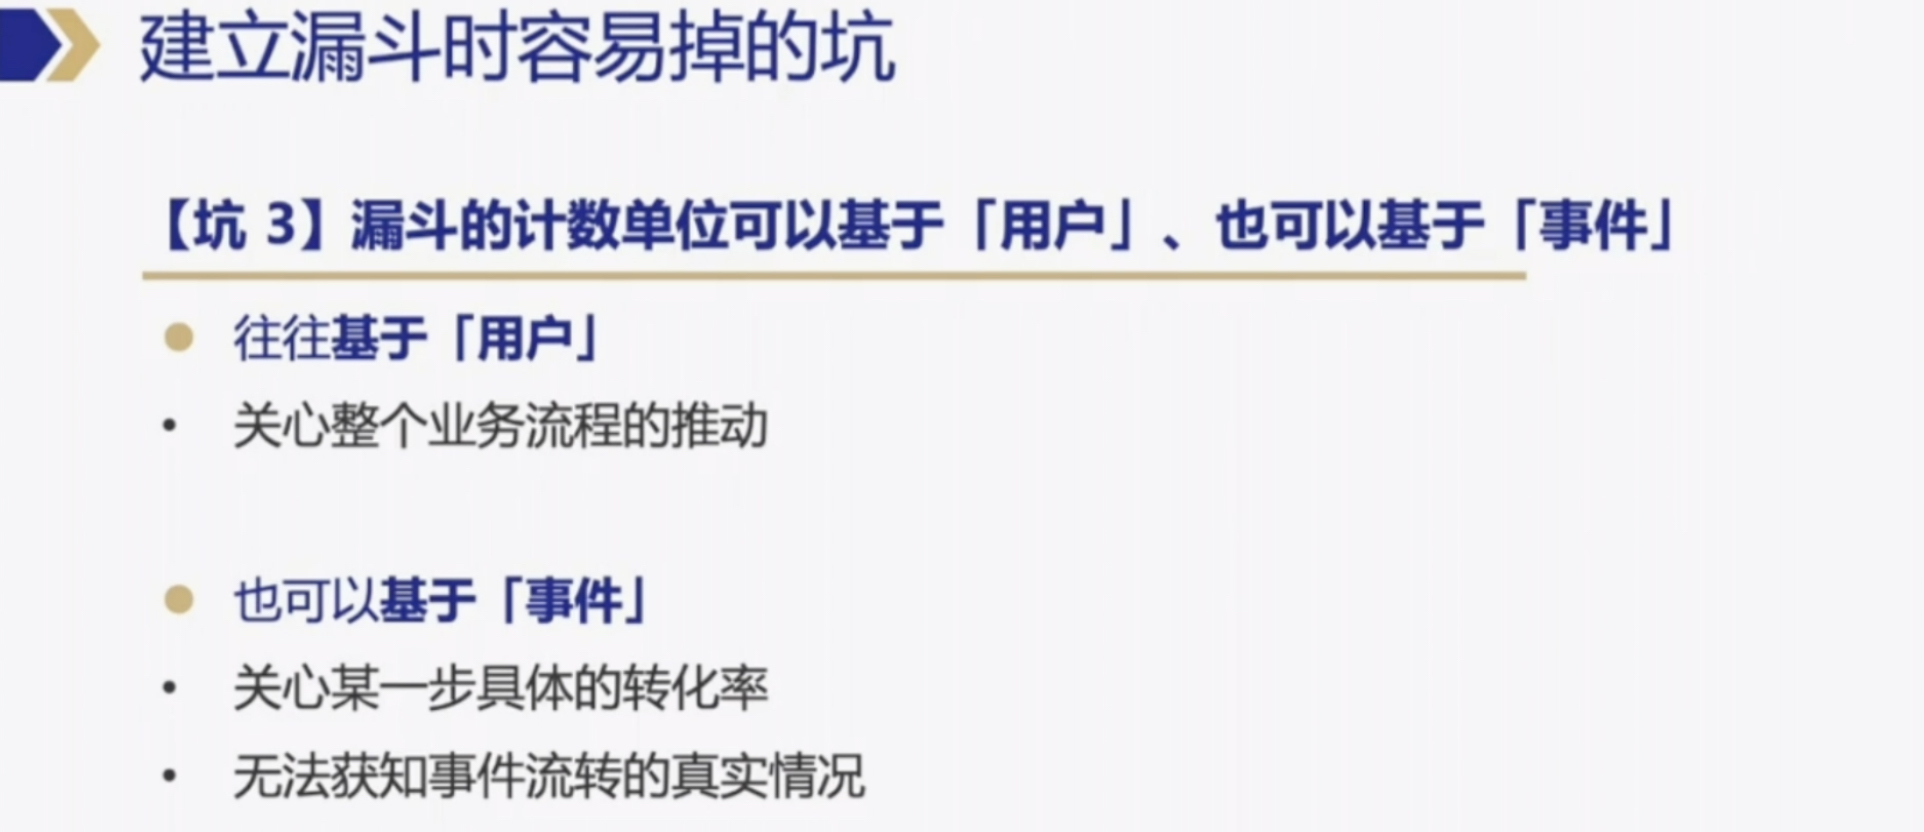 建立漏斗时容易掉的坑
【坑 3】漏斗的计数单位可以基于「用户」、也可以基于「事件」
往往基于「用户」
• 关心整个业务流程的推动
也可以基于「事件」
• 关心某一步具体的转化率
• 无法获知事件流转的真实情况